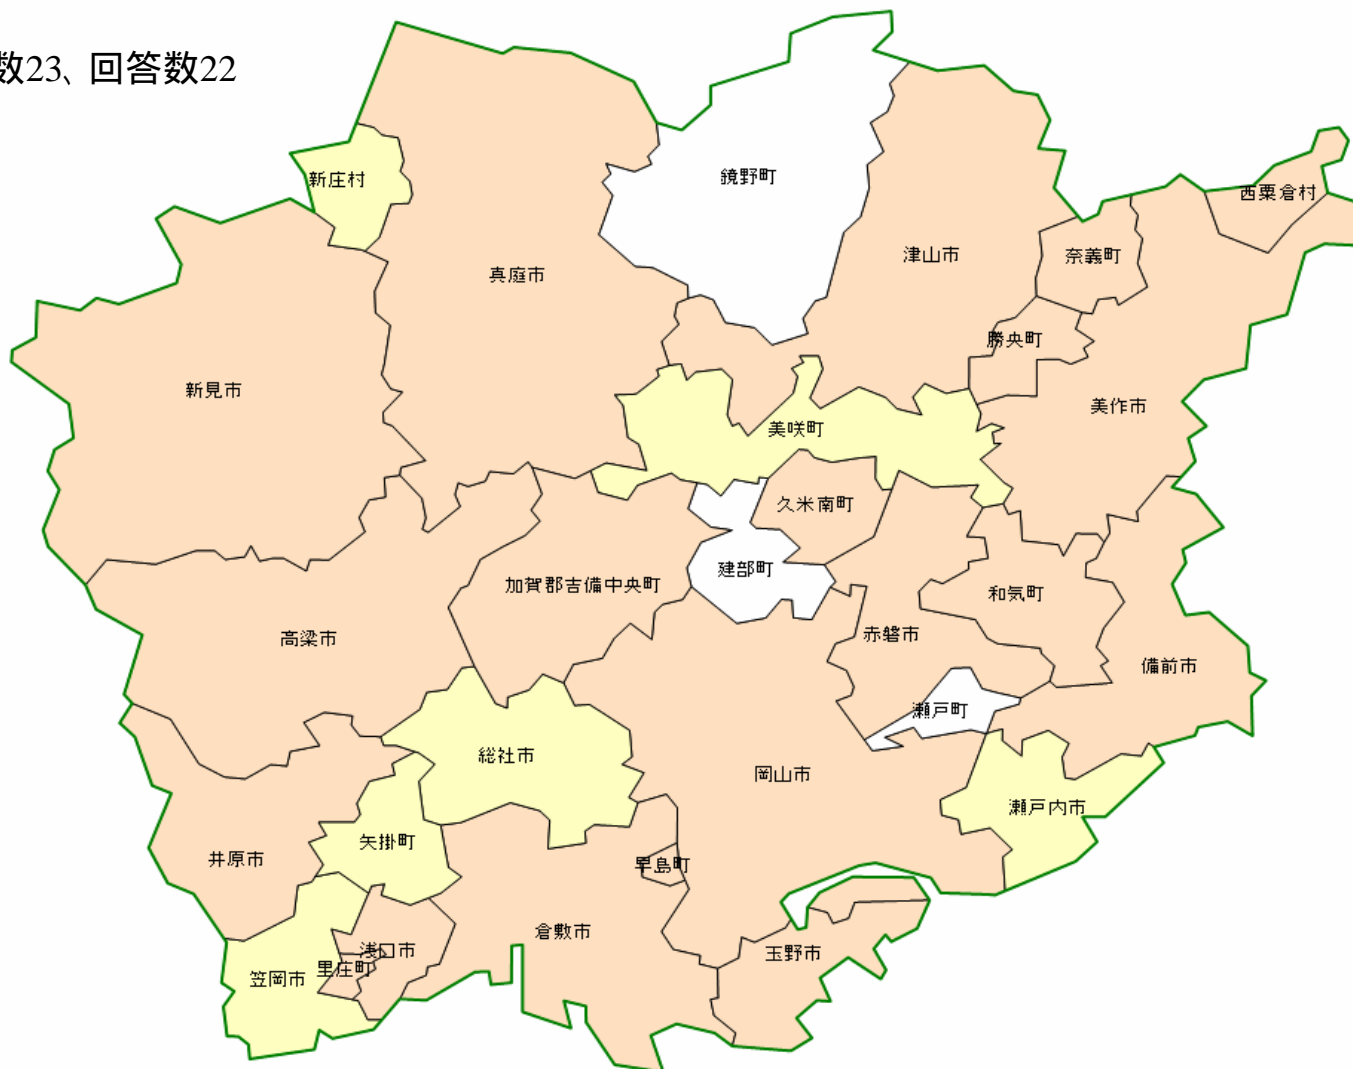 数23、回答数22
新庄村
鏡野町
西粟倉村
津山市
奈義町
真庭市
勝央町
新見市
美作市
美咲町
久米南町
建部町
加賀郡吉備中央町
和気町
赤磐市
高梁市
備前市
瀬戸町
総社市
岡山市
瀬戸内市
矢掛町
井原市
早島町
倉敷市
浅口市
玉野市
里庄町
笠岡市